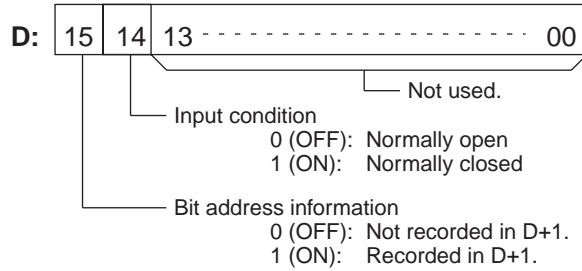 D: 15 14 13 00
Not used.
Input condition
0 (OFF): Normally open
1 (ON): Normally closed
Bit address information
0 (OFF): Not recorded in D+1.
1 (ON): Recorded in D+1.